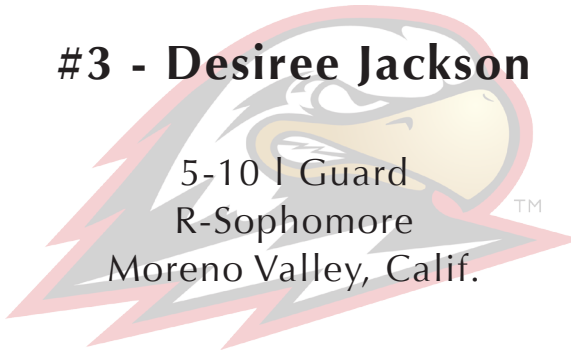 #3 - Desiree Jackson
5-10 l Guard
R-Sophomore
TM
Moreno Valley, Calif.